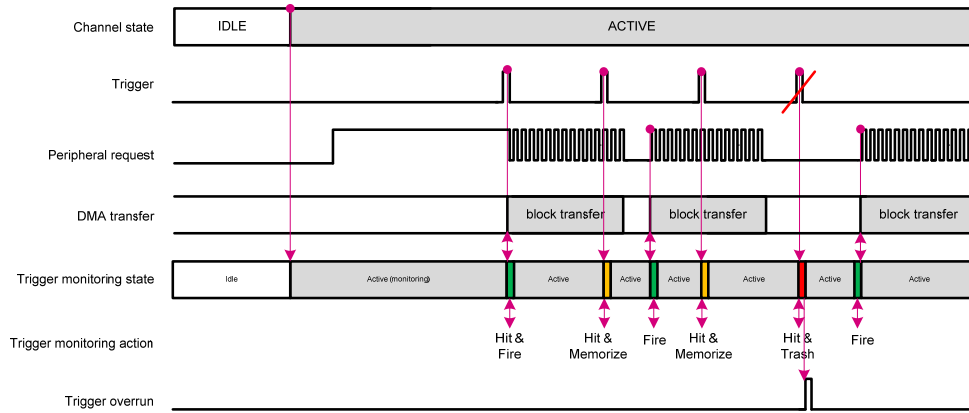 Channel state
IDLE
ACTIVE
Trigger
Peripheral request
DMA transfer
block transfer
block transfer
block transfer
Trigger monitoring state
Idle
Active (monitoring)
Active
Active
Active
Active
Active
Active
Trigger monitoring action
Hit &
Fire
Hit &
Memorize
Fire
Hit &
Memorize
Hit &
Trash
Fire
Trigger overrun